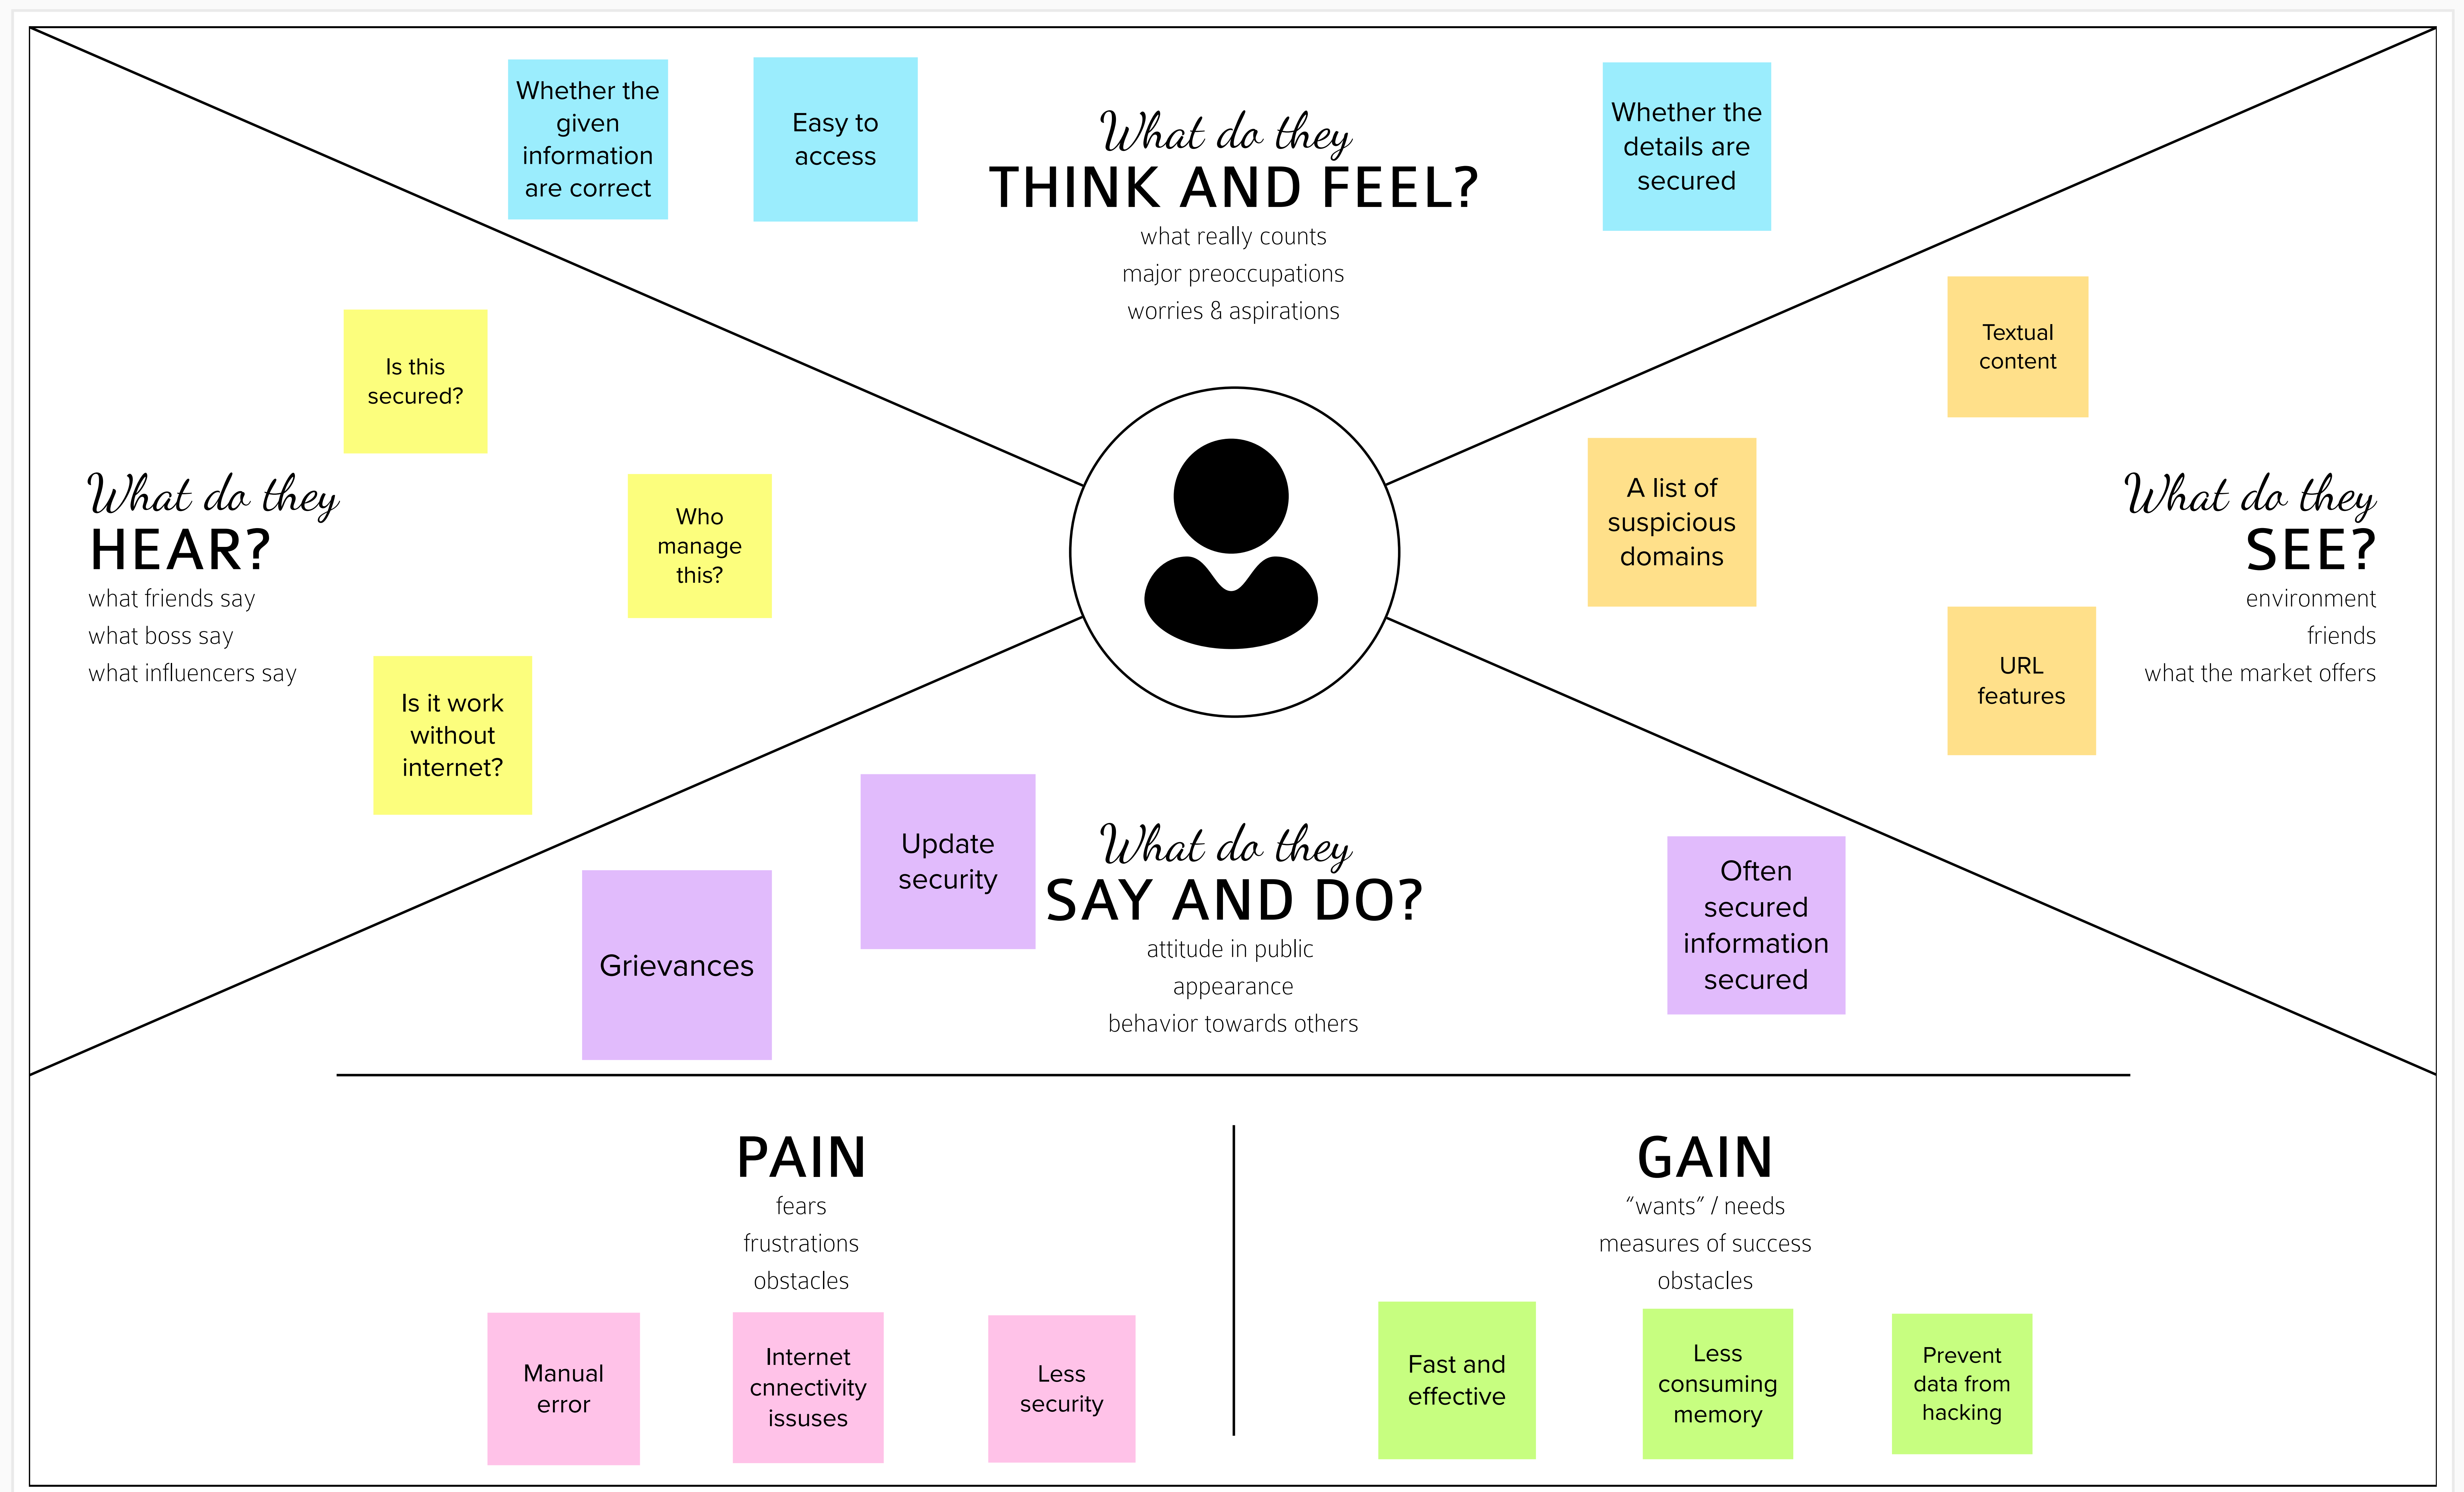 Whether the
given
information
are correct
Easy to
access
What do they
THINK AND FEEL?
what really counts
major preoccupations
worries & aspirations
Whether the
details are
secured
Is this
secured?
Who
manage
this?
Is it work
without
internet?
What do they
HEAR?
what friends say
what boss say
what influencers say
Textual
content
A list of
suspicious
domains
URL
features
What do they
SEE?
environment
friends
what the market offers
Grievances
Update
security
What do they
SAY AND DO?
attitude in public
appearance
behavior towards others
Often
secured
information
secured
PAIN
fears
frustrations
obstacles
Manual
error
Internet
cnnectivity
issuses
Less
security
GAIN
“wants” / needs
measures of success
obstacles
Fast and
effective
Less
consuming
memory
Prevent
data from
hacking